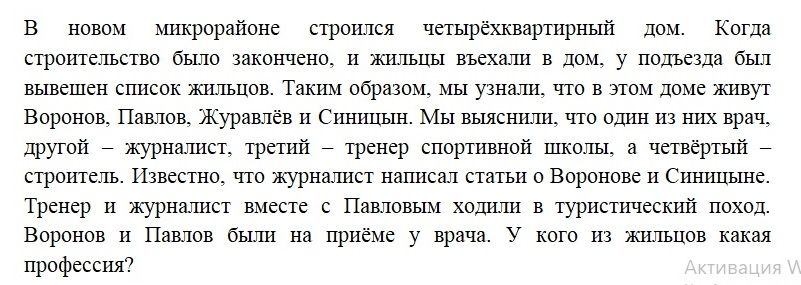 В новом микрорайоне строился четырёхквартирный дом. Когда
строительство было закончено, и жильцы въехали в дом, у подъезда был
вывешен список жильцов. Таким образом, мы узнали, что в этом доме живут
Воронов, Павлов, Журавлёв и Синицын. Мы выяснили, что один из них врач,
другой – журналист, третий – тренер спортивной школы, а четвёртый –
строитель. Известно, что журналист написал статьи о Воронове и Синицыне.
Тренер и журналист вместе с Павловым ходили в туристический поход.
Воронов и Павлов были на приёме у врача. У кого из жильцов какая
профессия?
Активация W